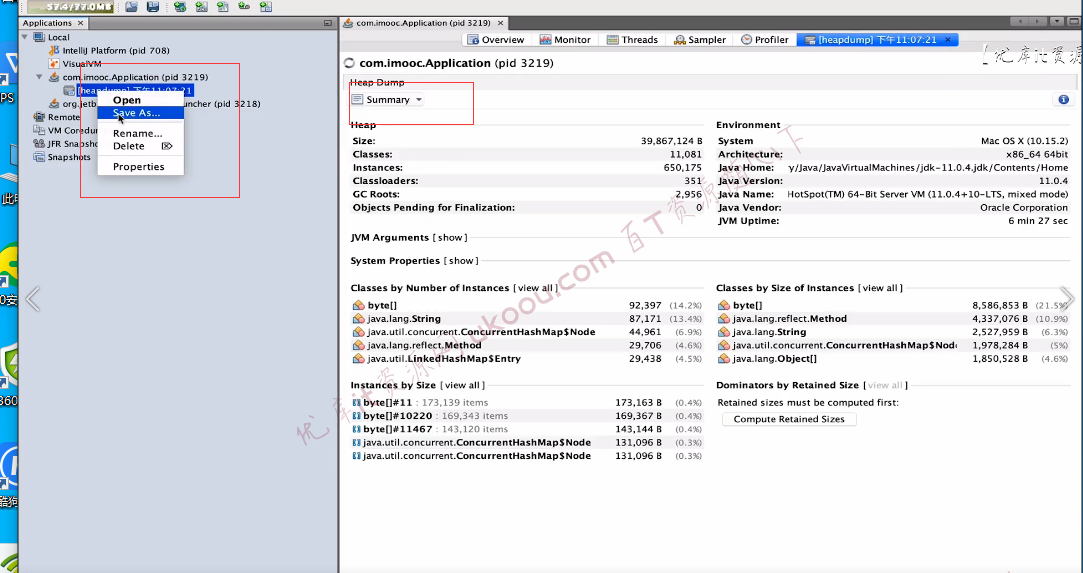 57.4/77.0MB
Applications ×
com.imooc.Application (pid 3219) ×
Local
IntelliJ Platform (pid 708)
VisualVM
com.imooc.Application (pid 3219)
[heapdump] 下午11:07:21
org.jetb
uncher (pid 3218)
Remote
VM Coredum
JFR Snapsho
Snapshots
Open
Save As...
Rename...
Delete
Properties
Overview
Monitor
Threads
Sampler
Profiler
[heapdump] 下午11:07:21 ×
com.imooc.Application (pid 3219)
【优库it资源
Heap Dump
Summary
Heap
Size: 39,867,124 B
Classes: 11,081
Instances: 650,175
Classloaders: 351
GC Roots: 2,956
Objects Pending for Finalization: 0
Environment
System Mac OS X (10.15.2)
Architecture: x86_64 64bit
Java Home: y/Java/JavaVirtualMachines/jdk-11.0.4.jdk/Contents/Home
Java Version: 11.0.4
Java Name: HotSpot(TM) 64-Bit Server VM (11.0.4+10-LTS, mixed mode)
Java Vendor: Oracle Corporation
JVM Uptime: 6 min 27 sec
JVM Arguments [show]
System Properties [show]
Classes by Number of Instances [view all]
byte[] 92,397 (14.2%)
java.lang.String 87,171 (13.4%)
java.util.concurrent.ConcurrentHashMap$Node 44,961 (6.9%)
java.lang.reflect.Method 29,706 (4.6%)
java.util.LinkedHashMap$Entry 29,438 (4.5%)
Classes by Size of Instances [view all]
byte[] 8,586,853 B (21.5%)
java.lang.reflect.Method 4,337,076 B (10.9%)
java.lang.String 2,527,959 B (6.3%)
java.util.concurrent.ConcurrentHashMap$Node 1,978,284 B (5%)
java.lang.Object[] 1,850,528 B (4.6%)
Instances by Size [view all]
byte[]#11 : 173,139 items 173,163 B (0.4%)
byte[]#10220 : 169,343 items 169,367 B (0.4%)
byte[]#11467 : 143,120 items 143,144 B (0.4%)
java.util.concurrent.ConcurrentHashMap$Node 131,096 B (0.3%)
java.util.concurrent.ConcurrentHashMap$Node 131,096 B (0.3%)
Dominators by Retained Size [view all]
Retained sizes must be computed first:
Compute Retained Sizes
PS
此电
0安
360
酷狗